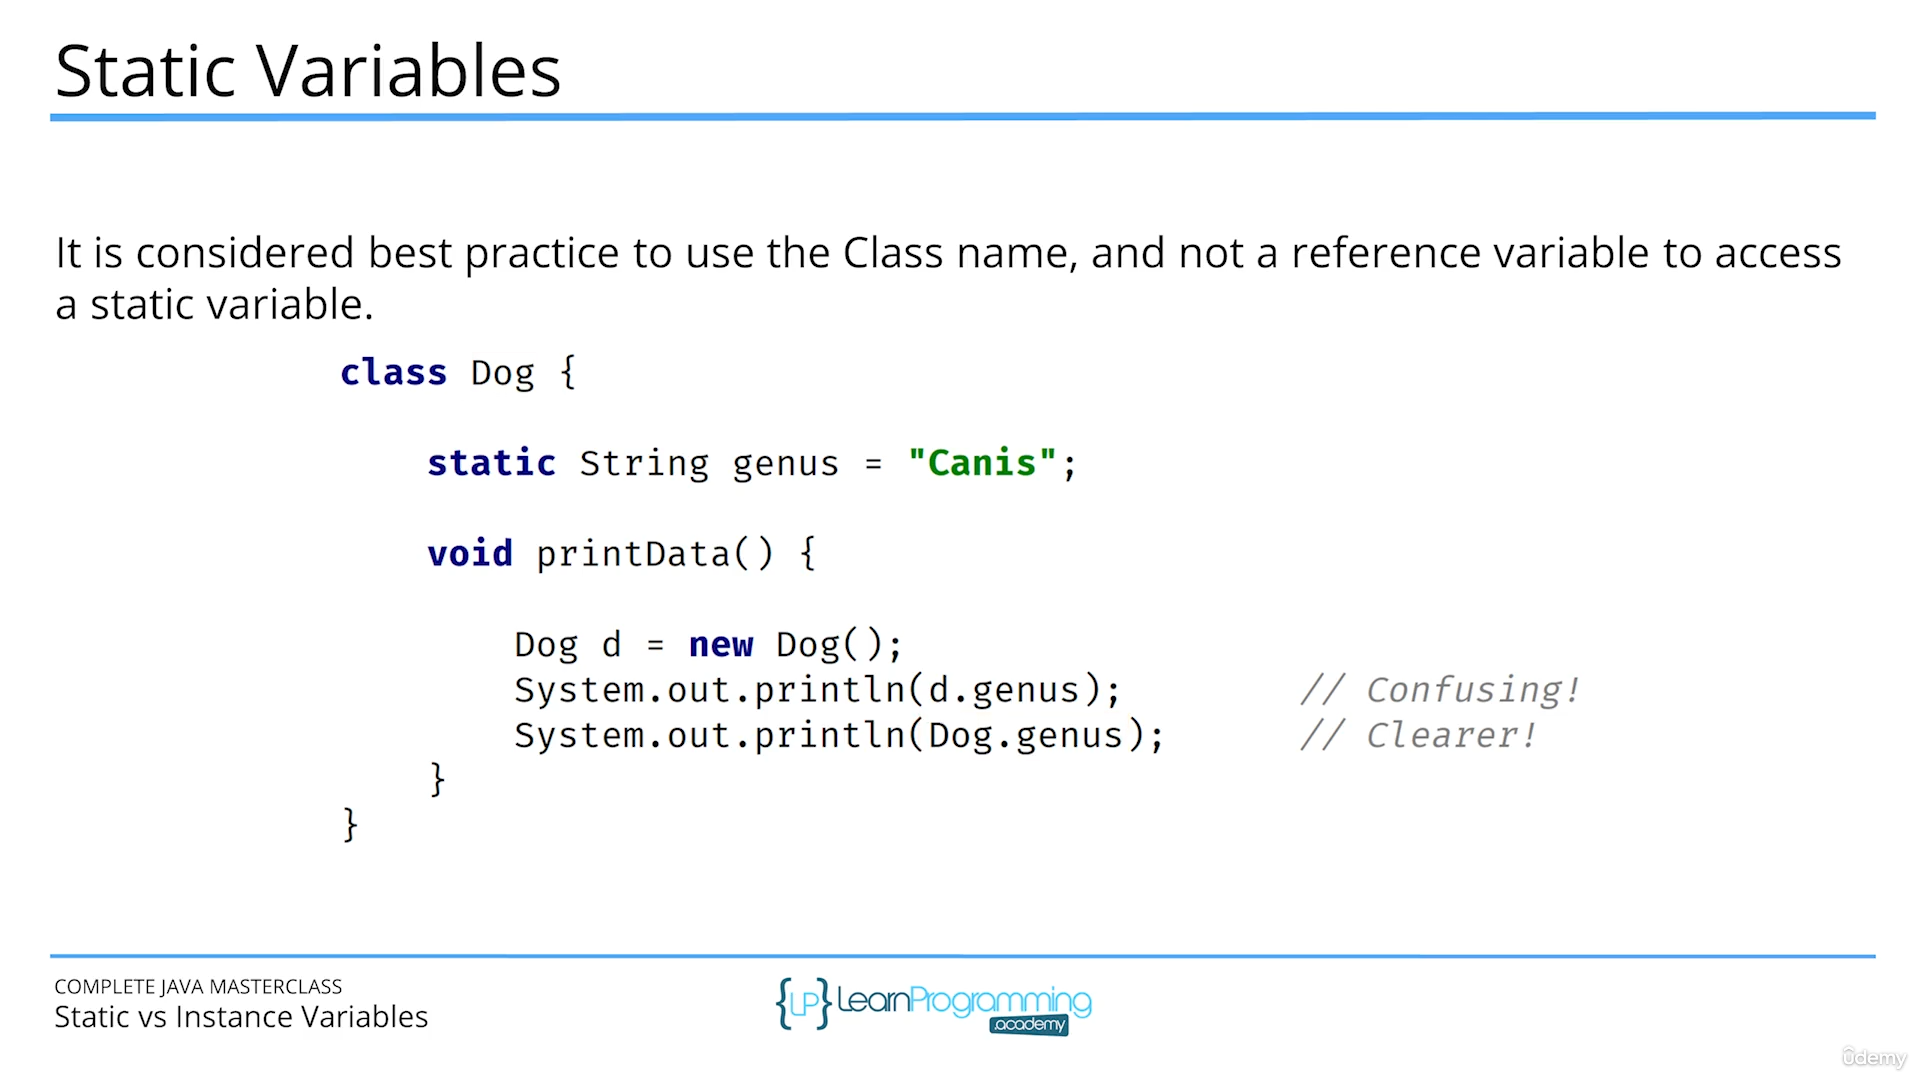 Static Variables
It is considered best practice to use the Class name, and not a reference variable to access
a static variable.
class Dog {
static String genus = "Canis";
void printData() {
Dog d = new Dog();
System.out.println(d.genus); // Confusing!
System.out.println(Dog.genus); // Clearer!
}
}
COMPLETE JAVA MASTERCLASS
Static vs Instance Variables
{LP} LearnProgramming
.academy
ûdemy